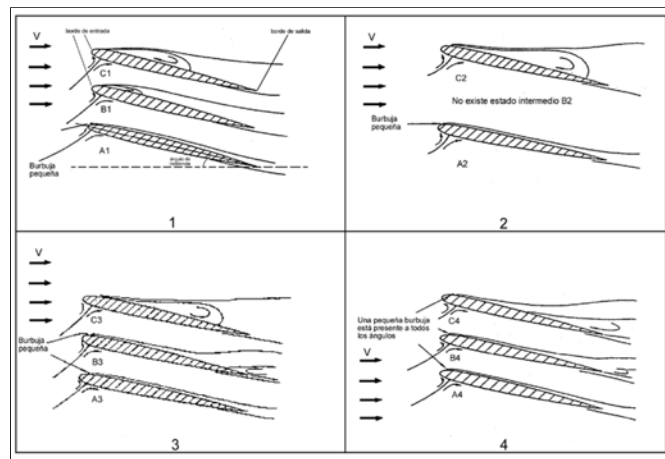 V
borde de entrada
borde de salida
C1
B1
A1
Burbuja
pequeña
ángulo de
1
V
C2
No existe estado intermedio B2
Burbuja
pequeña
A2
2
V
C3
Burbuja
pequeña
B3
A3
3
Una pequeña burbuja
está presente a todos
los ángulos
V
C4
B4
A4
4